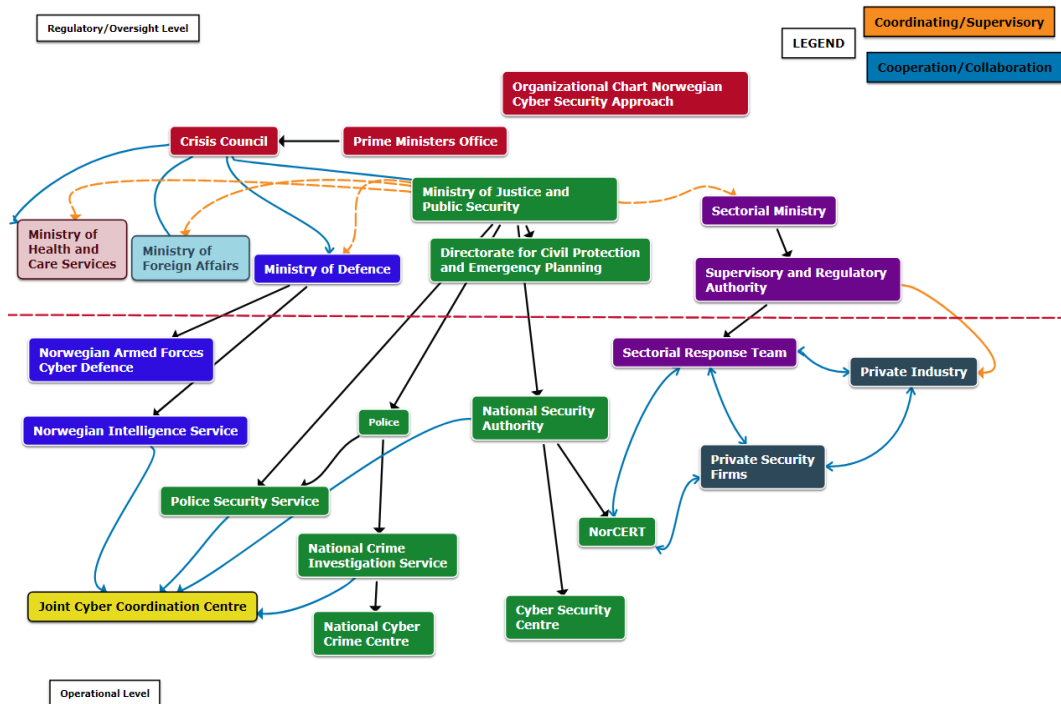 Regulatory/Oversight Level
Coordinating/Supervisory
LEGEND
Cooperation/Collaboration
Organizational Chart Norwegian
Cyber Security Approach
Crisis Council
Prime Ministers Office
Ministry of Justice and
Public Security
Sectorial Ministry
Ministry of
Health and
Care Services
Ministry of
Foreign Affairs
Ministry of Defence
Directorate for Civil Protection
and Emergency Planning
Supervisory and Regulatory
Authority
Norwegian Armed Forces
Cyber Defence
Sectorial Response Team
Private Industry
Norwegian Intelligence Service
Police
National Security
Authority
Private Security
Firms
Police Security Service
NorCERT
National Crime
Investigation Service
Joint Cyber Coordination Centre
National Cyber
Crime Centre
Cyber Security
Centre
Operational Level